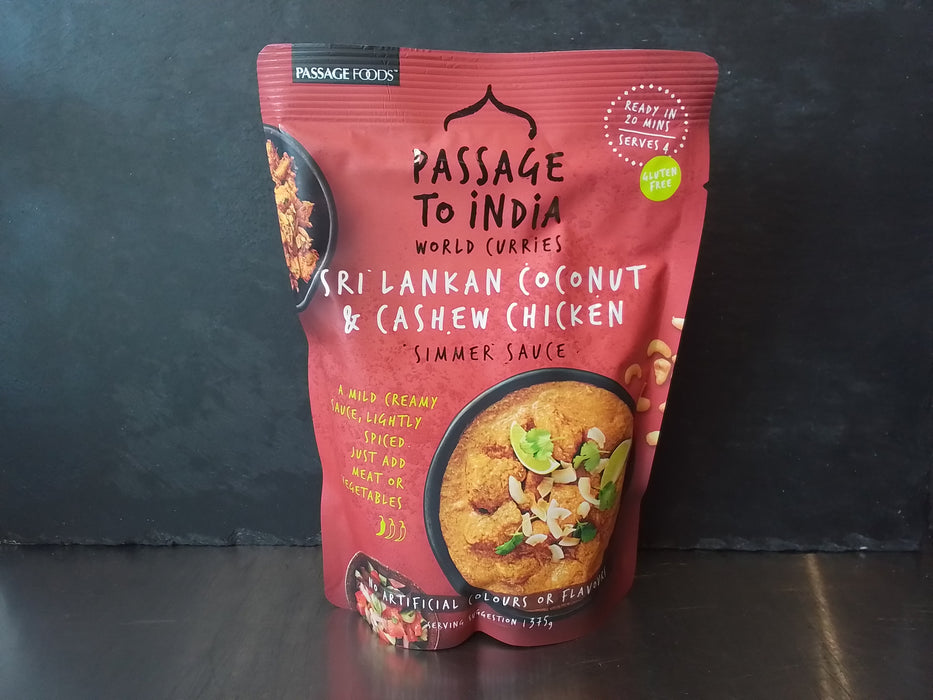 PASSAGE FOODS™
READY IN
20 MINS
SERVES 4
GLUTEN
FREE
PASSAGE
TO INDIA
WORLD CURRIES
SRI LANKAN COCONUT
& CASHEW CHICKEN
SIMMER SAUCE
A MILD CREAMY
SAUCE, LIGHTLY
SPICED.
JUST ADD
MEAT OR
VEGETABLES
NO ARTIFICIAL COLOURS OR FLAVOURS
SERVING SUGGESTION | 375g